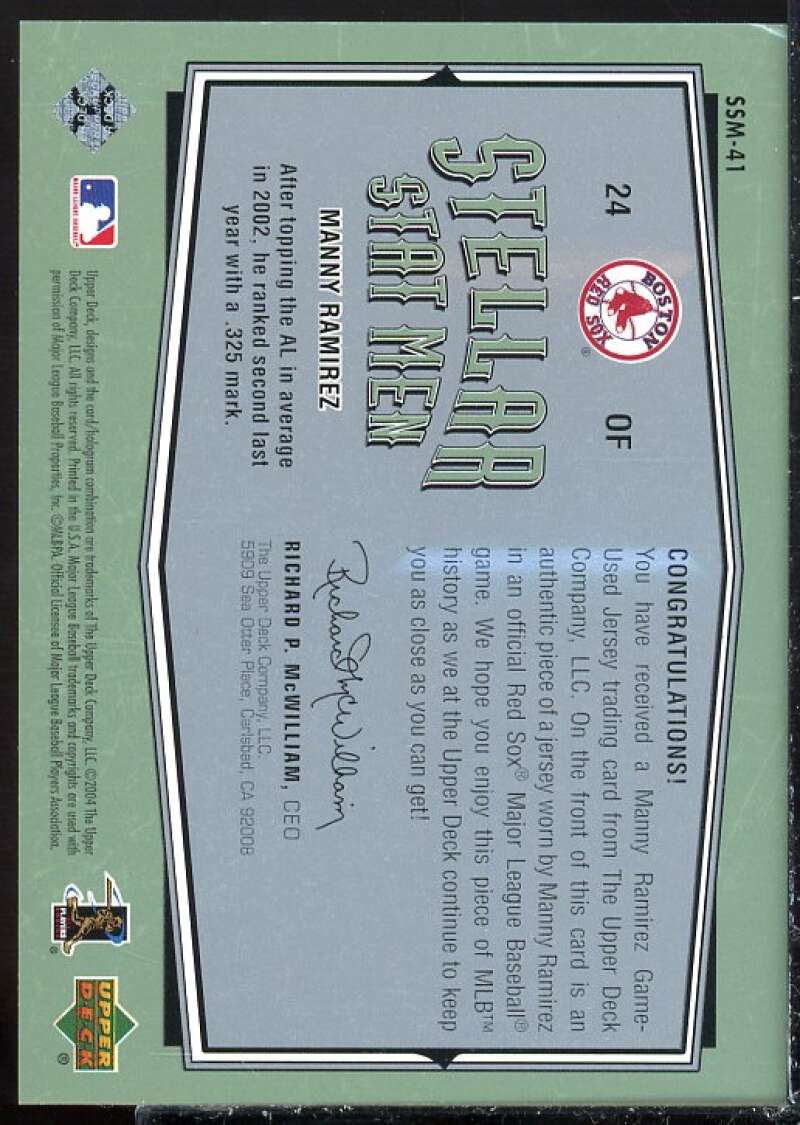 SSM-41
24
BOSTON
RED SOX
®
OF
STELLAR
STAT MEN
MANNY RAMIREZ
After topping the AL in average
in 2002, he ranked second last
year with a .325 mark.
CONGRATULATIONS!
You have received a Manny Ramirez Game-
Used Jersey trading card from The Upper Deck
Company, LLC. On the front of this card is an
authentic piece of a jersey worn by Manny Ramirez
in an official Red Sox® Major League Baseball®
game. We hope you enjoy this piece of MLB™
history as we at the Upper Deck continue to keep
you as close as you can get!
Richard P. McWilliam
RICHARD P. McWILLIAM, CEO
The Upper Deck Company, LLC.
5909 Sea Otter Place, Carlsbad, CA 92008
MAJOR LEAGUE BASEBALL
Upper Deck, designs and the card/hologram combination are trademarks of The Upper Deck Company, LLC. ©2004 The Upper
Deck Company, LLC. All rights reserved. Printed in the U.S.A. Major League Baseball trademarks and copyrights are used with
permission of Major League Baseball Properties, Inc. ©MLBPA. Official Licensee of Major League Baseball Players Association.
PLAYERS
®
UPPER
DECK
®